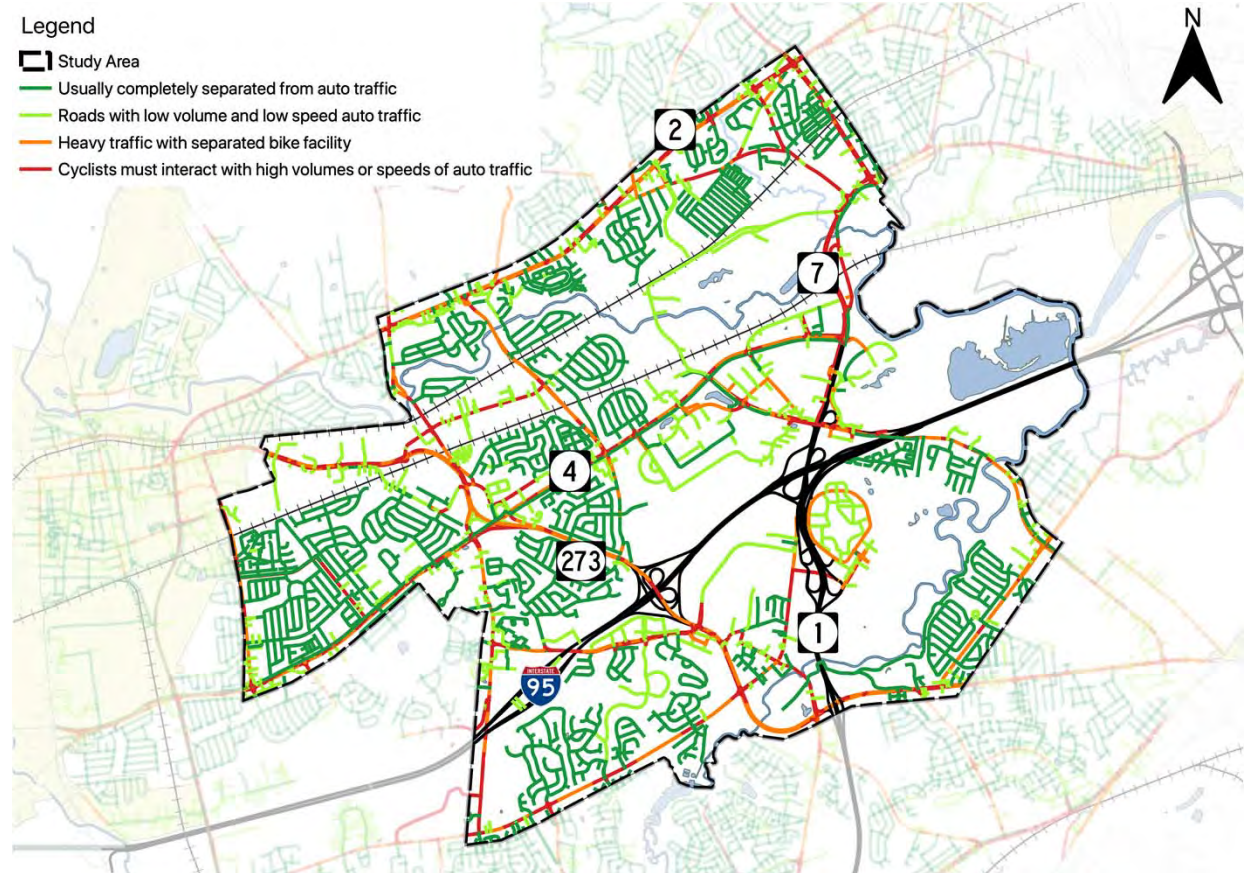 Legend
Study Area
Usually completely separated from auto traffic
Roads with low volume and low speed auto traffic
Heavy traffic with separated bike facility
Cyclists must interact with high volumes or speeds of auto traffic
N
2
7
4
273
INTERSTATE
95
1